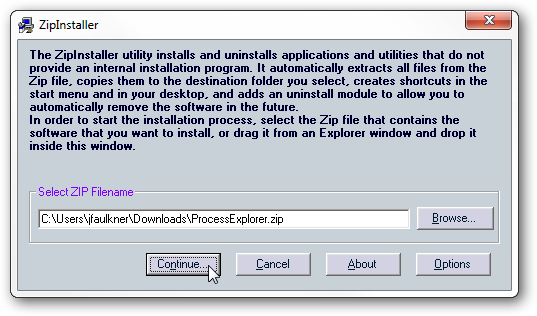 ZipInstaller
The ZipInstaller utility installs and uninstalls applications and utilities that do not
provide an internal installation program. It automatically extracts all files from the
Zip file, copies them to the destination folder you select, creates shortcuts in the
start menu and in your desktop, and adds an uninstall module to allow you to
automatically remove the software in the future.
In order to start the installation process, select the Zip file that contains the
software that you want to install, or drag it from an Explorer window and drop it
inside this window.
Select ZIP Filename
C:\Users\jfaulkner\Downloads\ProcessExplorer.zip
Browse...
Continue...
Cancel
About
Options